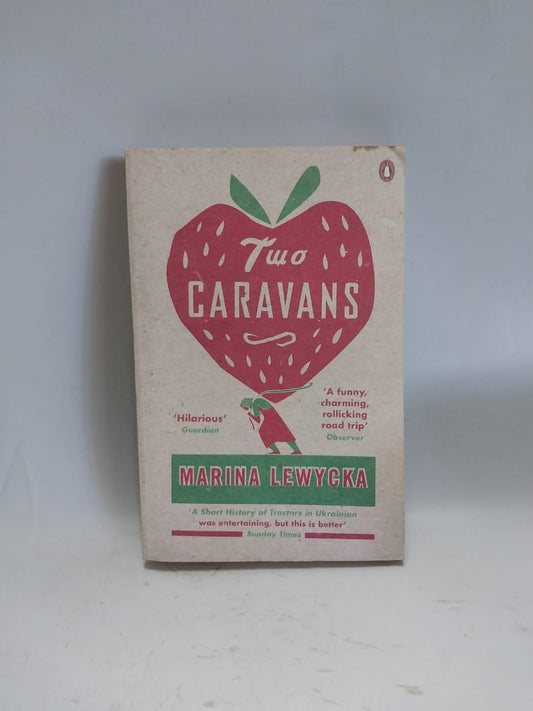 Two
CARAVANS
'Hilarious'
Guardian
'A funny,
charming,
rollicking
road trip'
Observer
MARINA LEWYCKA
'A Short History of Tractors in Ukrainian
was entertaining, but this is better'
Sunday Times